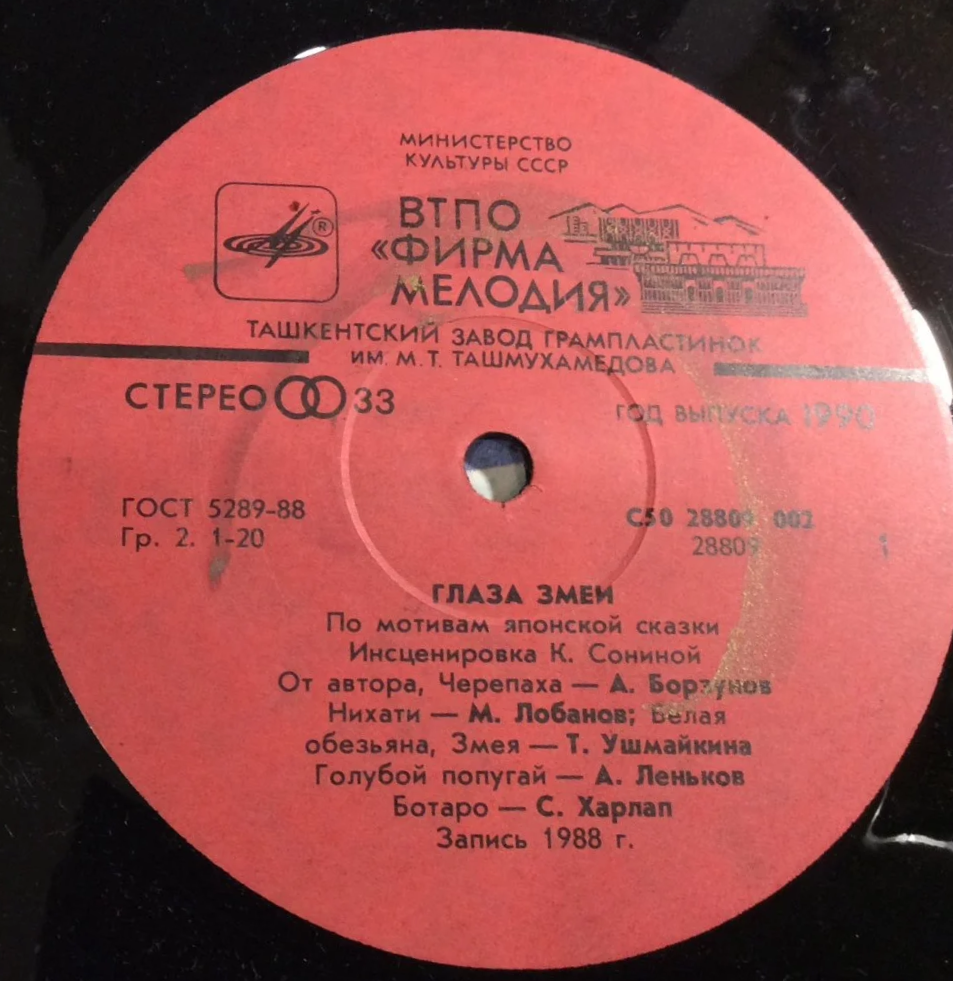 МИНИСТЕРСТВО
КУЛЬТУРЫ СССР
ВТПО
«ФИРМА
МЕЛОДИЯ»
®
ТАШКЕНТСКИЙ ЗАВОД ГРАМПЛАСТИНОК
ИМ. М. Т. ТАШМУХАМЕДОВА
СТЕРЕО 33
ГОД ВЫПУСКА 1990
ГОСТ 5289-88
Гр. 2. 1-20
С50 28809 002
28809
1
ГЛАЗА ЗМЕИ
По мотивам японской сказки
Инсценировка К. Сониной
От автора, Черепаха — А. Борзунов
Нихати — М. Лобанов; Белая
обезьяна, Змея — Т. Ушмайкина
Голубой попугай — А. Леньков
Ботаро — С. Харлап
Запись 1988 г.